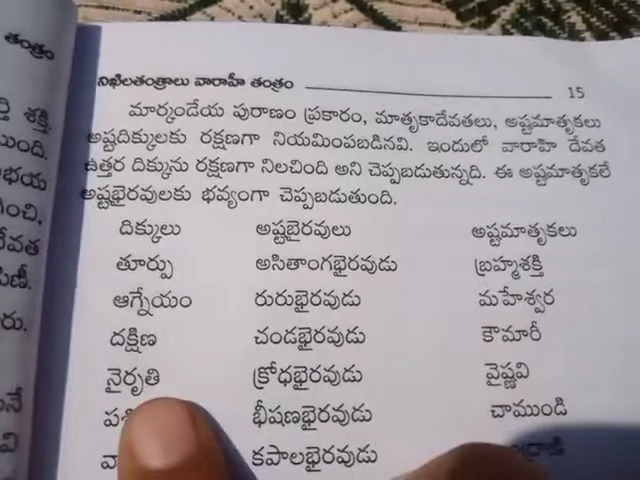 తంత్రం
నిఖిలతంత్రాలు వారాహీ తంత్రం 15
మార్కండేయ పురాణం ప్రకారం, మాతృకాదేవతలు, అష్టమాతృకలు
అష్టదిక్కులకు రక్షణగా నియమింపబడినవి. ఇందులో వారాహి దేవత
ఉత్తర దిక్కును రక్షణగా నిలచింది అని చెప్పబడుతున్నది. ఈ అష్టమాతృకలే
అష్టభైరవులకు భవ్యంగా చెప్పబడుతుంది.
దిక్కులు అష్టభైరవులు అష్టమాతృకలు
తూర్పు అసితాంగభైరవుడు బ్రహ్మశక్తి
ఆగ్నేయం రురుభైరవుడు మహేశ్వర
దక్షిణ చండభైరవుడు కౌమారీ
నైరృతి క్రోధభైరవుడు వైష్ణవి
భీషణభైరవుడు చాముండి
కపాలభైరవుడు